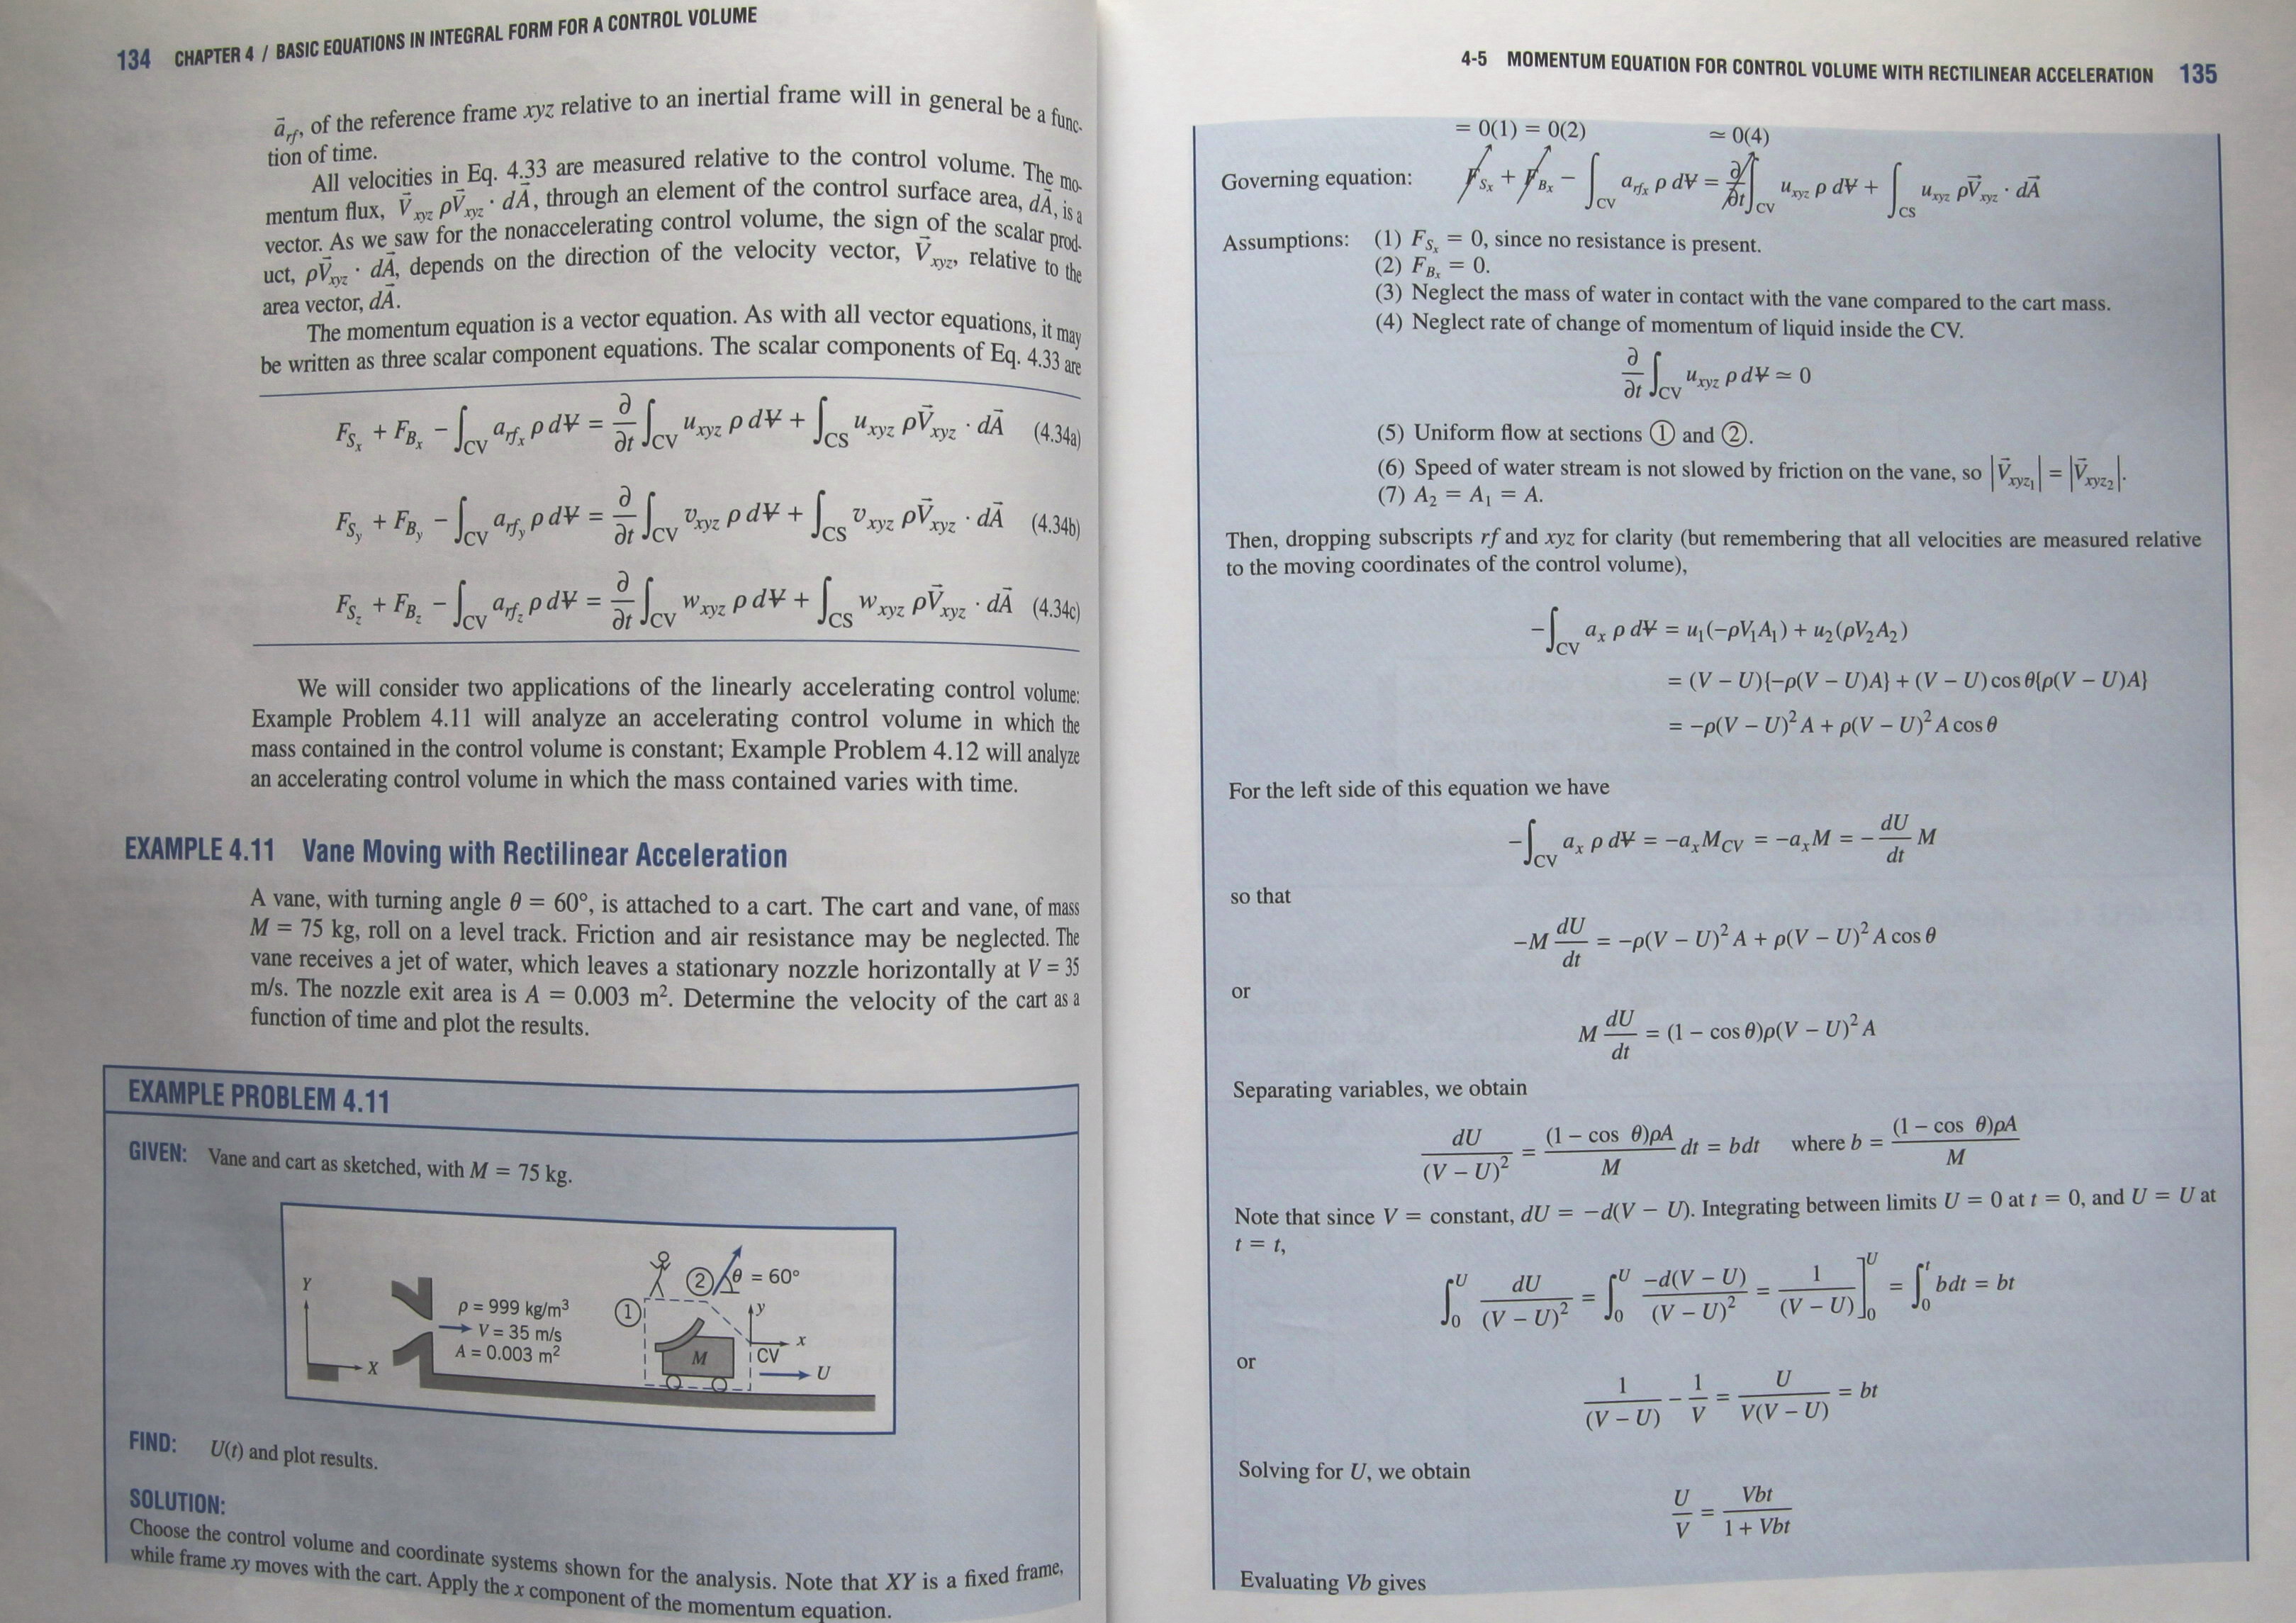 134 CHAPTER 4 / BASIC EQUATIONS IN INTEGRAL FORM FOR A CONTROL VOLUME
$\vec{a}_{rf}$, of the reference frame xyz relative to an inertial frame will in general be a func-
tion of time.
All velocities in Eq. 4.33 are measured relative to the control volume. The mo-
mentum flux, $\vec{V}_{xyz}\,\rho\vec{V}_{xyz}\cdot d\vec{A}$, through an element of the control surface area, $d\vec{A}$, is a
vector. As we saw for the nonaccelerating control volume, the sign of the scalar prod-
uct, $\rho\vec{V}_{xyz}\cdot d\vec{A}$, depends on the direction of the velocity vector, $\vec{V}_{xyz}$, relative to the
area vector, $d\vec{A}$.
The momentum equation is a vector equation. As with all vector equations, it may
be written as three scalar component equations. The scalar components of Eq. 4.33 are
$F_{S_x} + F_{B_x} - \int_{CV} a_{rf_x}\,\rho\,dV = \frac{\partial}{\partial t}\int_{CV} u_{xyz}\,\rho\,dV + \int_{CS} u_{xyz}\,\rho\vec{V}_{xyz}\cdot d\vec{A}$ (4.34a)
$F_{S_y} + F_{B_y} - \int_{CV} a_{rf_y}\,\rho\,dV = \frac{\partial}{\partial t}\int_{CV} v_{xyz}\,\rho\,dV + \int_{CS} v_{xyz}\,\rho\vec{V}_{xyz}\cdot d\vec{A}$ (4.34b)
$F_{S_z} + F_{B_z} - \int_{CV} a_{rf_z}\,\rho\,dV = \frac{\partial}{\partial t}\int_{CV} w_{xyz}\,\rho\,dV + \int_{CS} w_{xyz}\,\rho\vec{V}_{xyz}\cdot d\vec{A}$ (4.34c)
We will consider two applications of the linearly accelerating control volume:
Example Problem 4.11 will analyze an accelerating control volume in which the
mass contained in the control volume is constant; Example Problem 4.12 will analyze
an accelerating control volume in which the mass contained varies with time.
EXAMPLE 4.11 Vane Moving with Rectilinear Acceleration
A vane, with turning angle θ = 60°, is attached to a cart. The cart and vane, of mass
M = 75 kg, roll on a level track. Friction and air resistance may be neglected. The
vane receives a jet of water, which leaves a stationary nozzle horizontally at V = 35
m/s. The nozzle exit area is A = 0.003 m². Determine the velocity of the cart as a
function of time and plot the results.
EXAMPLE PROBLEM 4.11
GIVEN: Vane and cart as sketched, with M = 75 kg.
Y
X
ρ = 999 kg/m³
V = 35 m/s
A = 0.003 m²
①
② θ = 60°
y
x
M
CV
U
FIND: U(t) and plot results.
SOLUTION:
Choose the control volume and coordinate systems shown for the analysis. Note that XY is a fixed frame,
while frame xy moves with the cart. Apply the x component of the momentum equation.
4-5 MOMENTUM EQUATION FOR CONTROL VOLUME WITH RECTILINEAR ACCELERATION 135
= 0(1) = 0(2) ≃ 0(4)
Governing equation: $F_{S_x} + F_{B_x} - \int_{CV} a_{rf_x}\,\rho\,dV = \frac{\partial}{\partial t}\int_{CV} u_{xyz}\,\rho\,dV + \int_{CS} u_{xyz}\,\rho\vec{V}_{xyz}\cdot d\vec{A}$
Assumptions: (1) $F_{S_x}$ = 0, since no resistance is present.
(2) $F_{B_x}$ = 0.
(3) Neglect the mass of water in contact with the vane compared to the cart mass.
(4) Neglect rate of change of momentum of liquid inside the CV.
$\frac{\partial}{\partial t}\int_{CV} u_{xyz}\,\rho\,dV \simeq 0$
(5) Uniform flow at sections ① and ②.
(6) Speed of water stream is not slowed by friction on the vane, so $|\vec{V}_{xyz_1}| = |\vec{V}_{xyz_2}|$.
(7) $A_2 = A_1 = A$.
Then, dropping subscripts rf and xyz for clarity (but remembering that all velocities are measured relative
to the moving coordinates of the control volume),
$-\int_{CV} a_x\,\rho\,dV = u_1(-\rho V_1 A_1) + u_2(\rho V_2 A_2)$
$= (V - U)\{-\rho(V - U)A\} + (V - U)\cos\theta\{\rho(V - U)A\}$
$= -\rho(V - U)^2 A + \rho(V - U)^2 A\cos\theta$
For the left side of this equation we have
$-\int_{CV} a_x\,\rho\,dV = -a_x M_{CV} = -a_x M = -\frac{dU}{dt}M$
so that
$-M\frac{dU}{dt} = -\rho(V - U)^2 A + \rho(V - U)^2 A\cos\theta$
or
$M\frac{dU}{dt} = (1 - \cos\theta)\rho(V - U)^2 A$
Separating variables, we obtain
$\frac{dU}{(V - U)^2} = \frac{(1 - \cos\theta)\rho A}{M}dt = bdt$ where $b = \frac{(1 - \cos\theta)\rho A}{M}$
Note that since V = constant, dU = −d(V − U). Integrating between limits U = 0 at t = 0, and U = U at
t = t,
$\int_0^U \frac{dU}{(V - U)^2} = \int_0^U \frac{-d(V - U)}{(V - U)^2} = \left.\frac{1}{(V - U)}\right]_0^U = \int_0^t bdt = bt$
or
$\frac{1}{(V - U)} - \frac{1}{V} = \frac{U}{V(V - U)} = bt$
Solving for U, we obtain
$\frac{U}{V} = \frac{Vbt}{1 + Vbt}$
Evaluating Vb gives